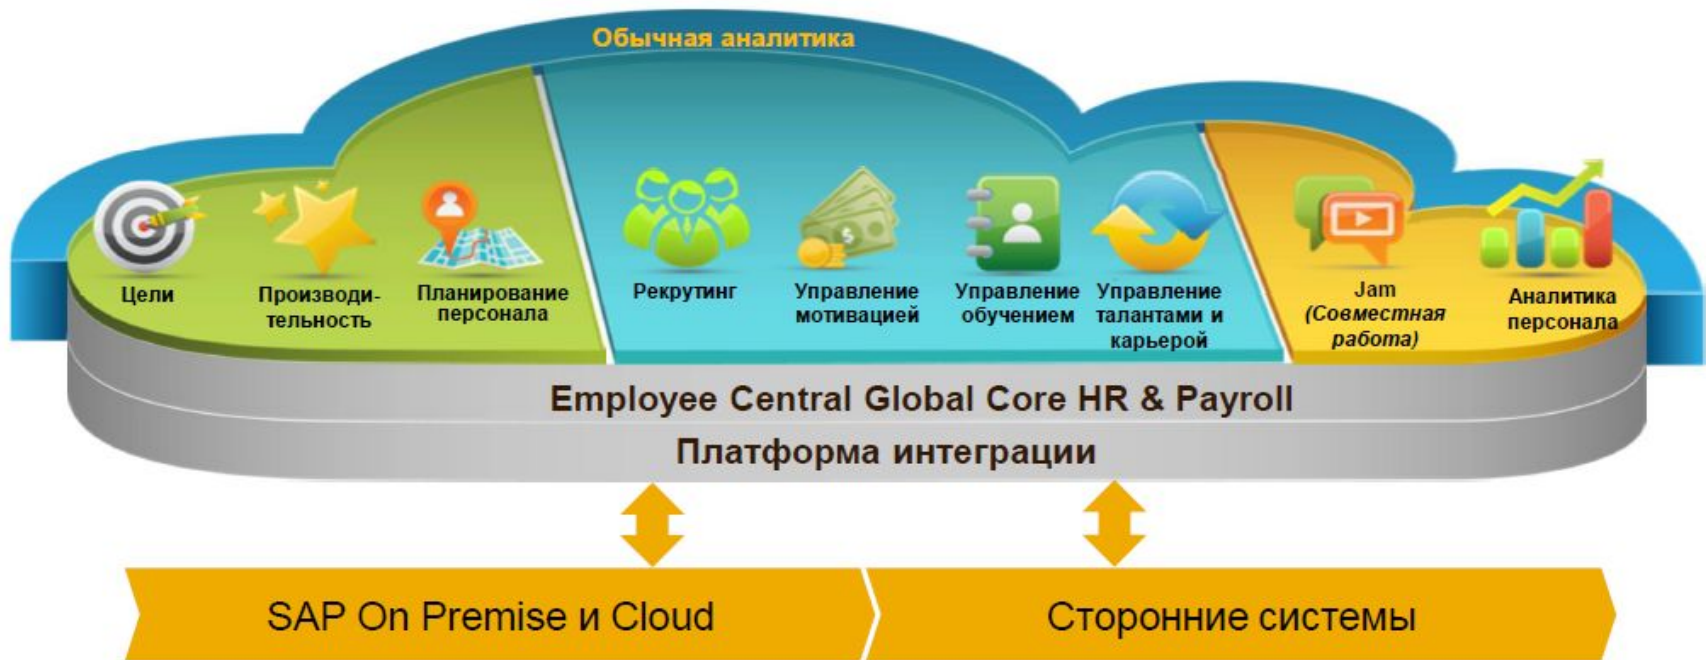 Обычная аналитика
Цели
Производи-
тельность
Планирование
персонала
Рекрутинг
Управление
мотивацией
Управление
обучением
Управление
талантами и
карьерой
Jam
(Совместная
работа)
Аналитика
персонала
Employee Central Global Core HR & Payroll
Платформа интеграции
SAP On Premise и Cloud
Сторонние системы